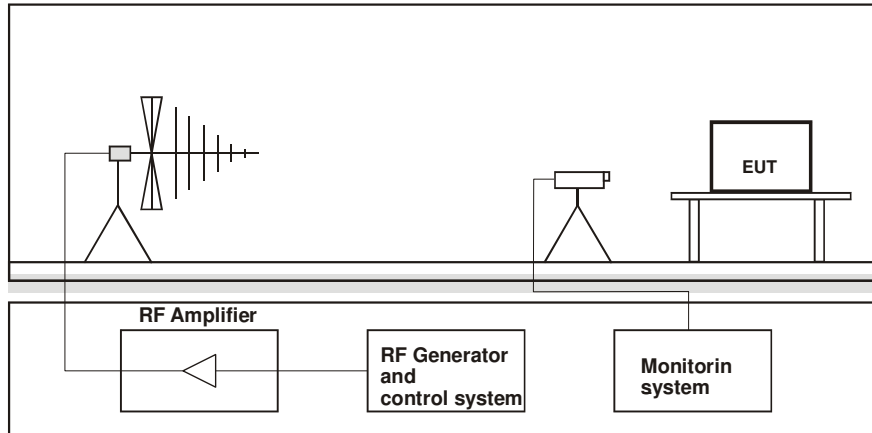 EUT
RF Amplifier
RF Generator
and
control system
Monitorin
system